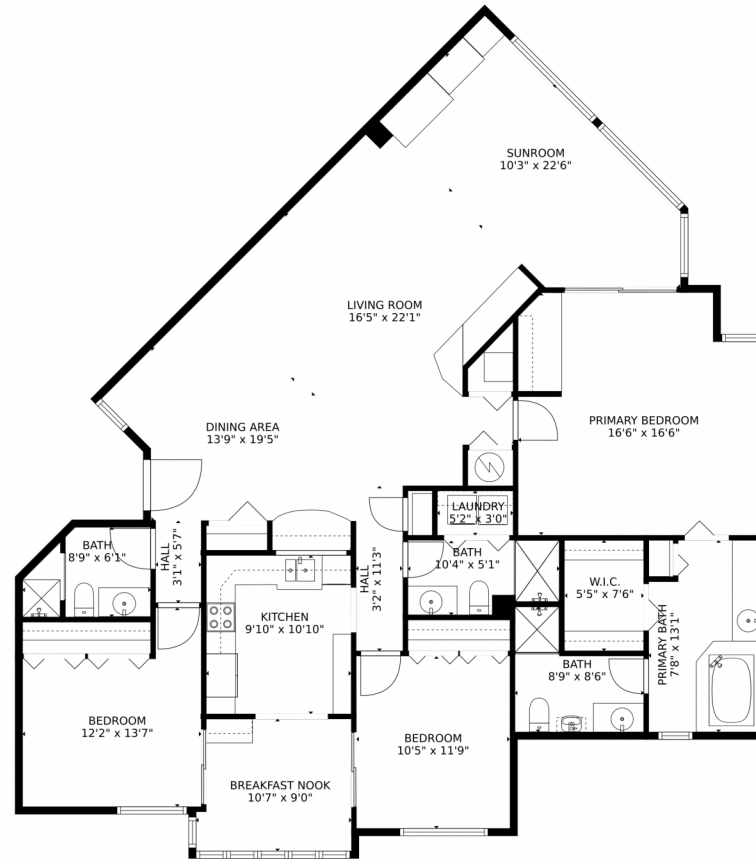 SUNROOM
10'3" x 22'6"
LIVING ROOM
16'5" x 22'1"
DINING AREA
13'9" x 19'5"
PRIMARY BEDROOM
16'6" x 16'6"
LAUNDRY
5'2" x 3'0"
BATH
8'9" x 6'1"
HALL
3'1" x 5'7"
BATH
10'4" x 5'1"
HALL
3'2" x 11'3"
W.I.C.
5'5" x 7'6"
KITCHEN
9'10" x 10'10"
PRIMARY BATH
7'8" x 13'1"
BATH
8'9" x 8'6"
BEDROOM
12'2" x 13'7"
BEDROOM
10'5" x 11'9"
BREAKFAST NOOK
10'7" x 9'0"